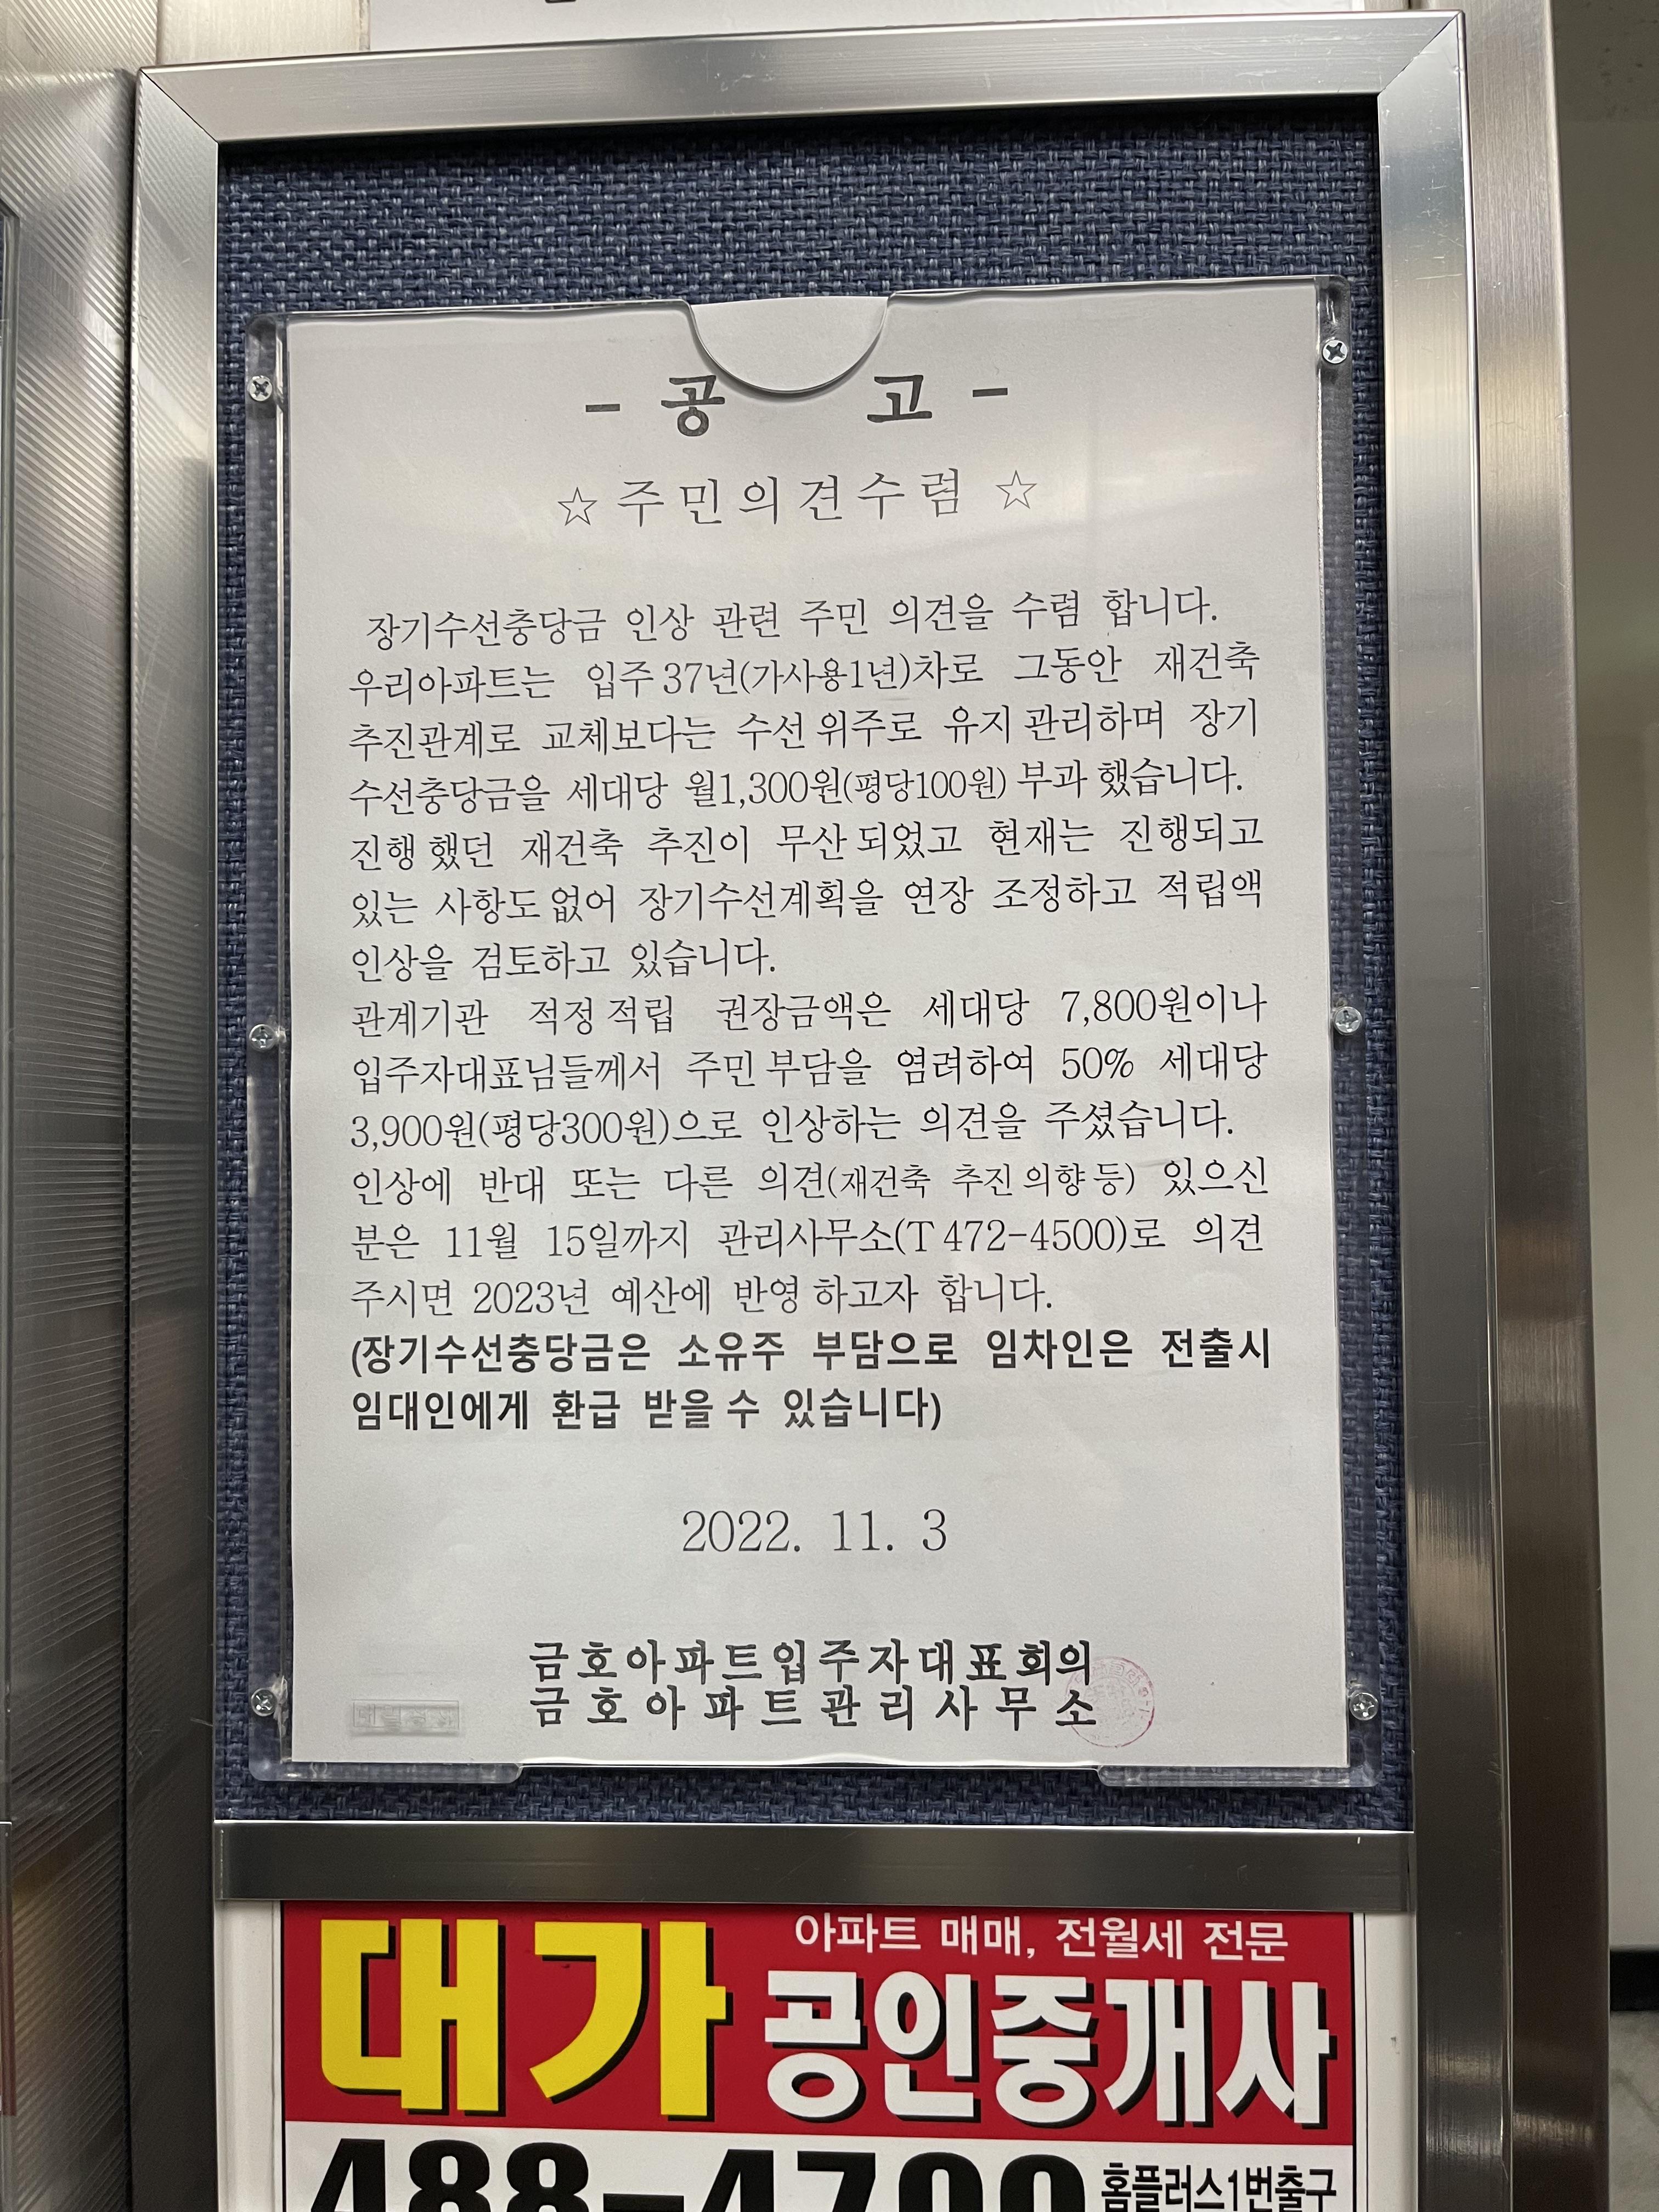 - 공 고 -
☆ 주민의견수렴 ☆
장기수선충당금 인상 관련 주민 의견을 수렴 합니다.
우리아파트는 입주 37년(가사용1년)차로 그동안 재건축
추진관계로 교체보다는 수선 위주로 유지 관리하며 장기
수선충당금을 세대당 월1,300원(평당100원) 부과 했습니다.
진행 했던 재건축 추진이 무산 되었고 현재는 진행되고
있는 사항도 없어 장기수선계획을 연장 조정하고 적립액
인상을 검토하고 있습니다.
관계기관 적정 적립 권장금액은 세대당 7,800원이나
입주자대표님들께서 주민 부담을 염려하여 50% 세대당
3,900원(평당300원)으로 인상하는 의견을 주셨습니다.
인상에 반대 또는 다른 의견(재건축 추진 의향 등) 있으신
분은 11월 15일까지 관리사무소(T 472-4500)로 의견
주시면 2023년 예산에 반영 하고자 합니다.
(장기수선충당금은 소유주 부담으로 임차인은 전출시
임대인에게 환급 받을 수 있습니다)
2022. 11. 3
금호아파트입주자대표회의
금호아파트관리사무소
대가
아파트 매매, 전월세 전문
공인중개사
488-4700
홈플러스1번출구